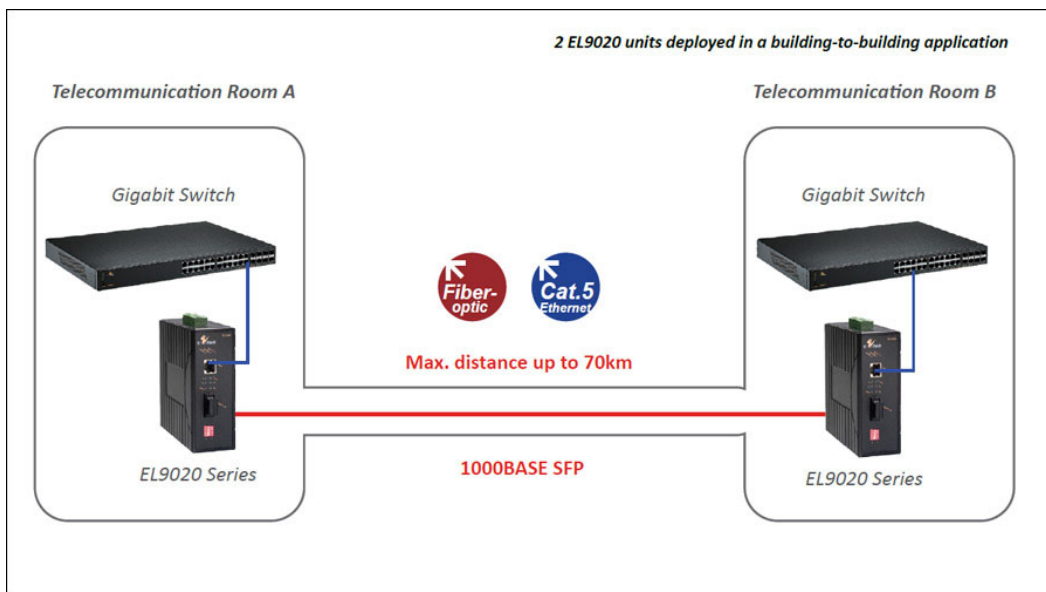 2 EL9020 units deployed in a building-to-building application
Telecommunication Room A
Telecommunication Room B
Gigabit Switch
Gigabit Switch
Fiber-
optic
Cat.5
Ethernet
Max. distance up to 70km
EL9020 Series
1000BASE SFP
EL9020 Series